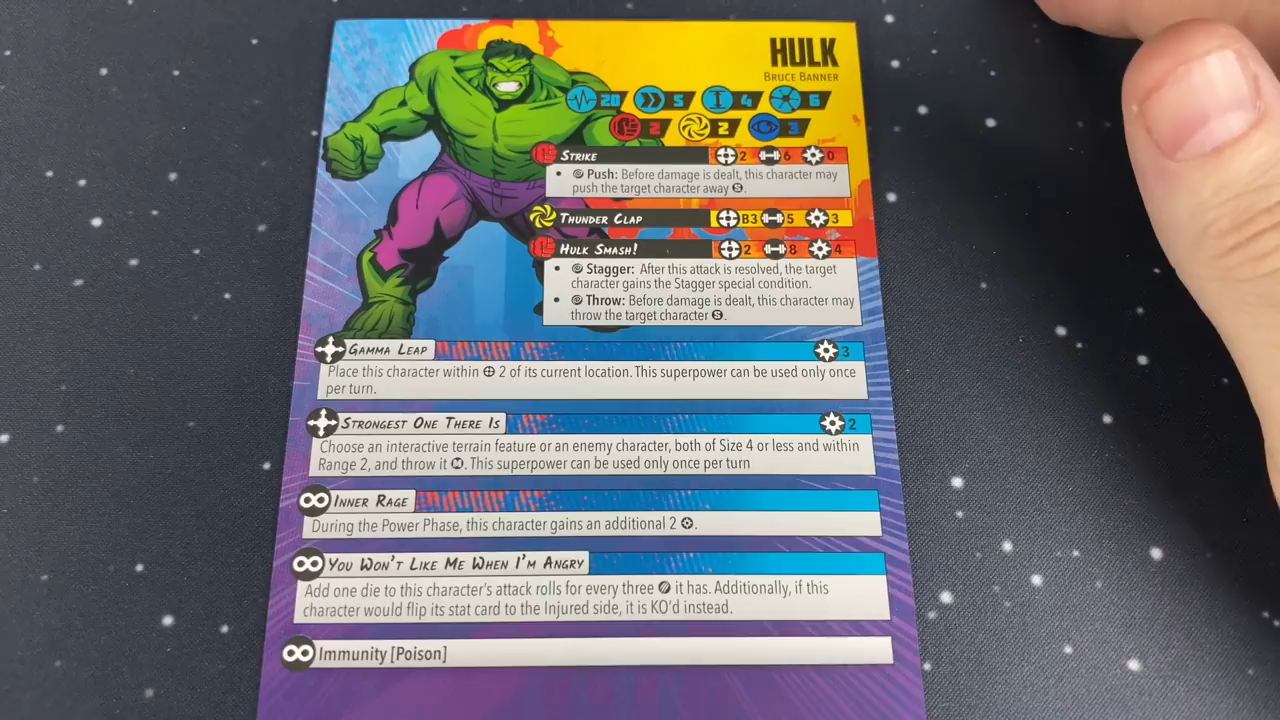 HULK
BRUCE BANNER
20 5 4 6
2 2 3
STRIKE 2 6 0
• Push: Before damage is dealt, this character may
push the target character away S.
THUNDER CLAP B3 5 3
HULK SMASH! 2 8 4
• Stagger: After this attack is resolved, the target
character gains the Stagger special condition.
• Throw: Before damage is dealt, this character may
throw the target character S.
GAMMA LEAP 3
Place this character within 2 of its current location. This superpower can be used only once
per turn.
STRONGEST ONE THERE IS 2
Choose an interactive terrain feature or an enemy character, both of Size 4 or less and within
Range 2, and throw it M. This superpower can be used only once per turn
INNER RAGE
During the Power Phase, this character gains an additional 2 .
YOU WON'T LIKE ME WHEN I'M ANGRY
Add one die to this character's attack rolls for every three it has. Additionally, if this
character would flip its stat card to the Injured side, it is KO'd instead.
Immunity [Poison]